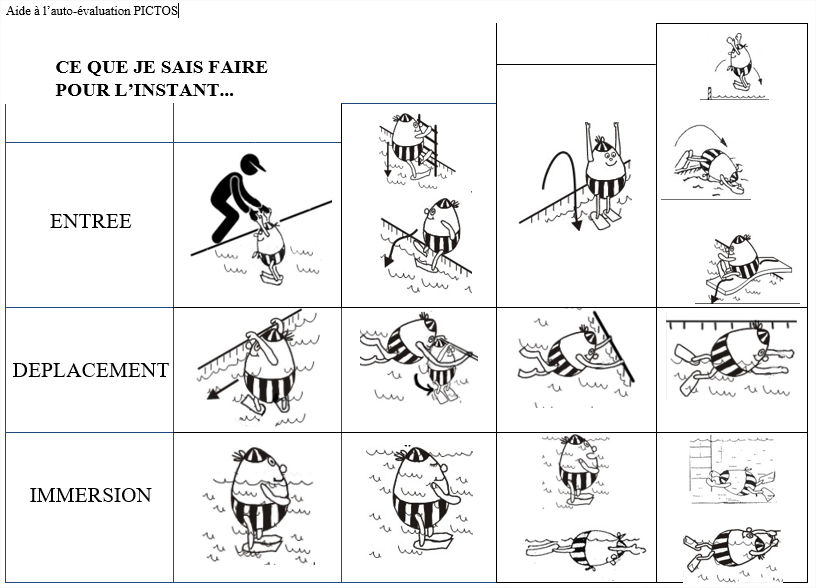 Aide à l’auto-évaluation PICTOS
CE QUE JE SAIS FAIRE
POUR L’INSTANT...
ENTREE
DEPLACEMENT
IMMERSION